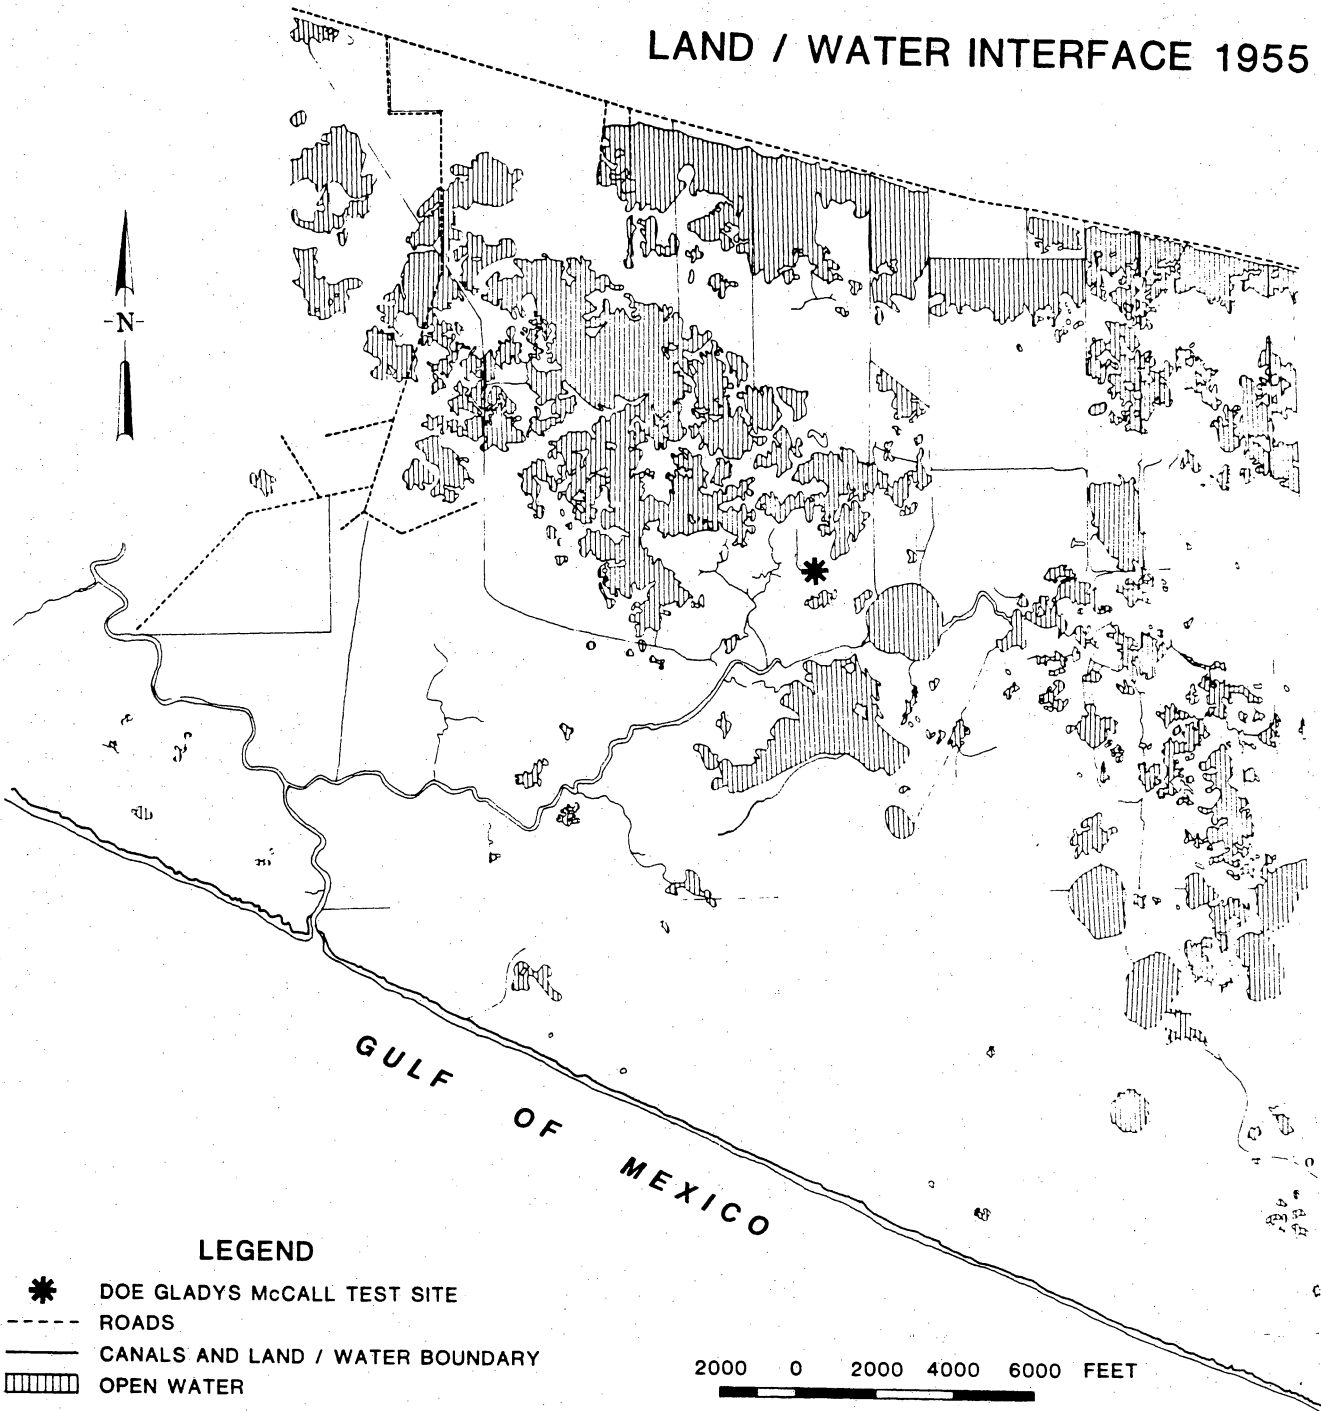 LAND / WATER INTERFACE 1955
-N-
GULF OF MEXICO
LEGEND
DOE GLADYS McCALL TEST SITE
ROADS
CANALS AND LAND / WATER BOUNDARY
OPEN WATER
2000 0 2000 4000 6000 FEET